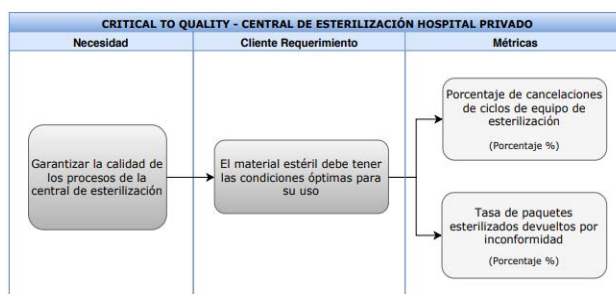 CRITICAL TO QUALITY - CENTRAL DE ESTERILIZACIÓN HOSPITAL PRIVADO
Necesidad
Cliente Requerimiento
Métricas
Garantizar la calidad de
los procesos de la
central de esterilización
El material estéril debe tener
las condiciones óptimas para
su uso
Porcentaje de cancelaciones
de ciclos de equipo de
esterilización
(Porcentaje %)
Tasa de paquetes
esterilizados devueltos por
inconformidad
(Porcentaje %)